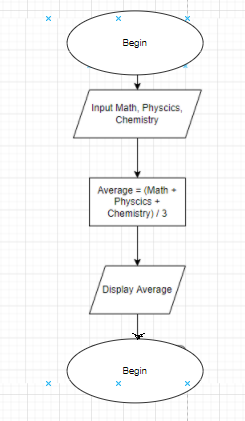 Begin
Input Math, Physcics,
Chemistry
Average = (Math +
Physcics +
Chemistry) / 3
Display Average
Begin